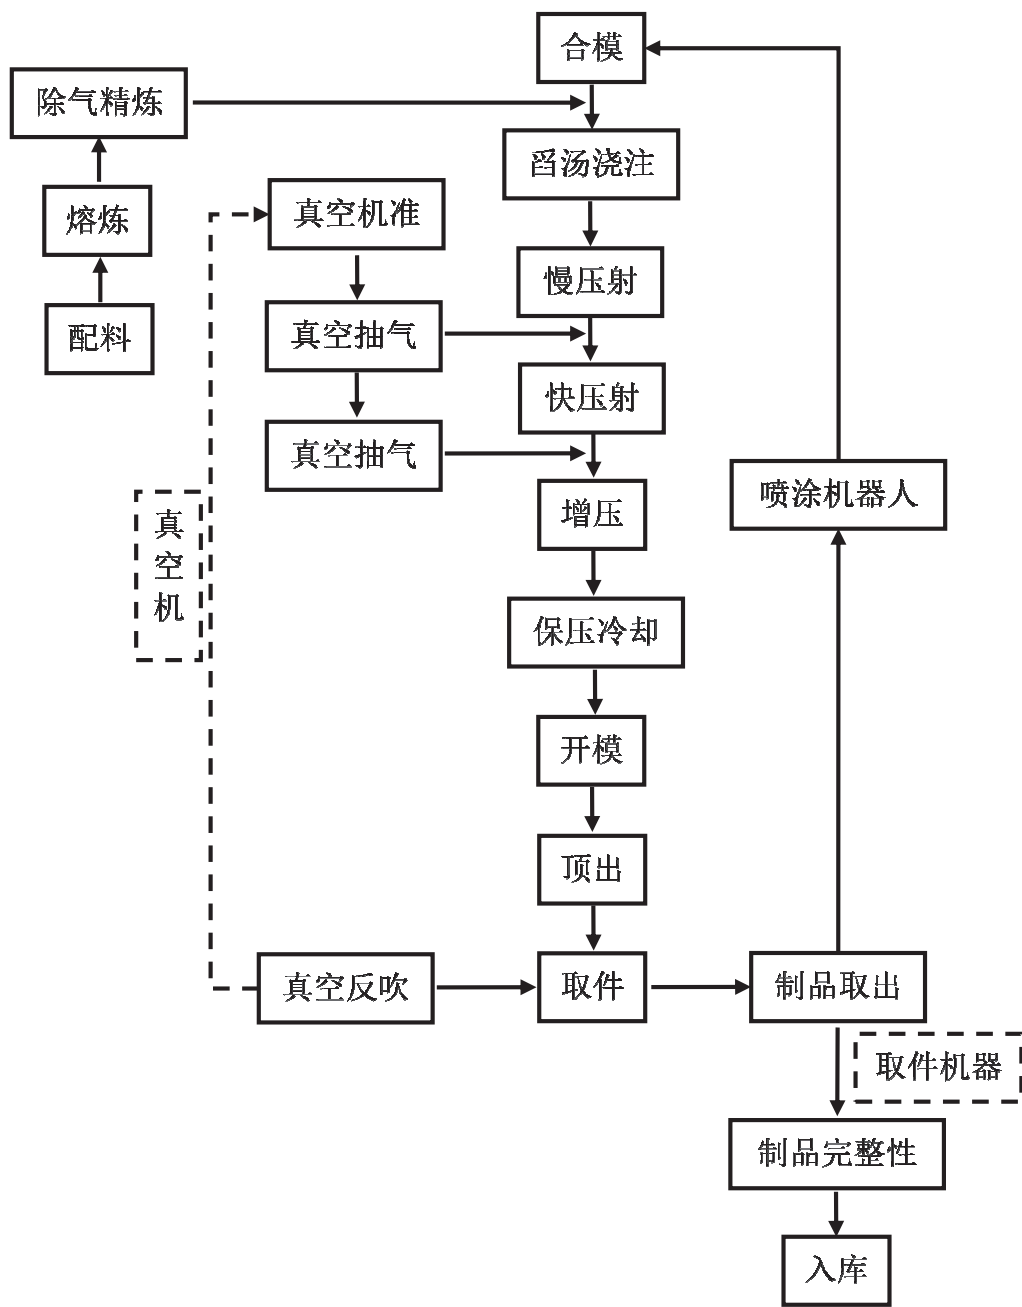 合模
除气精炼
舀汤浇注
熔炼
真空机准
慢压射
配料
真空抽气
快压射
真空抽气
喷涂机器人
增压
真
空
机
保压冷却
开模
顶出
真空反吹
取件
制品取出
取件机器
制品完整性
入库